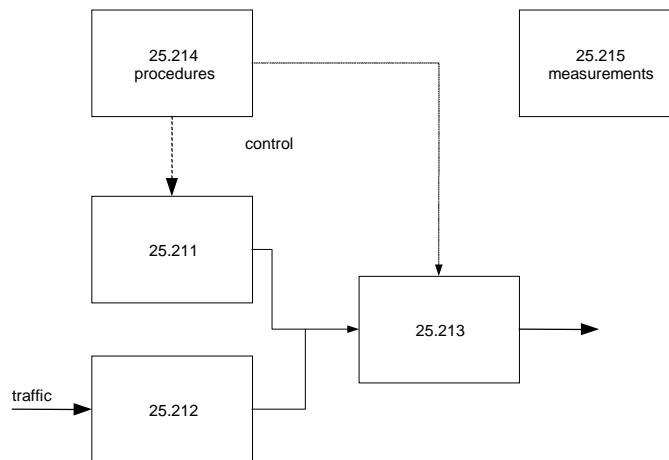 25.214
procedures
25.215
measurements
control
25.211
25.213
traffic
25.212